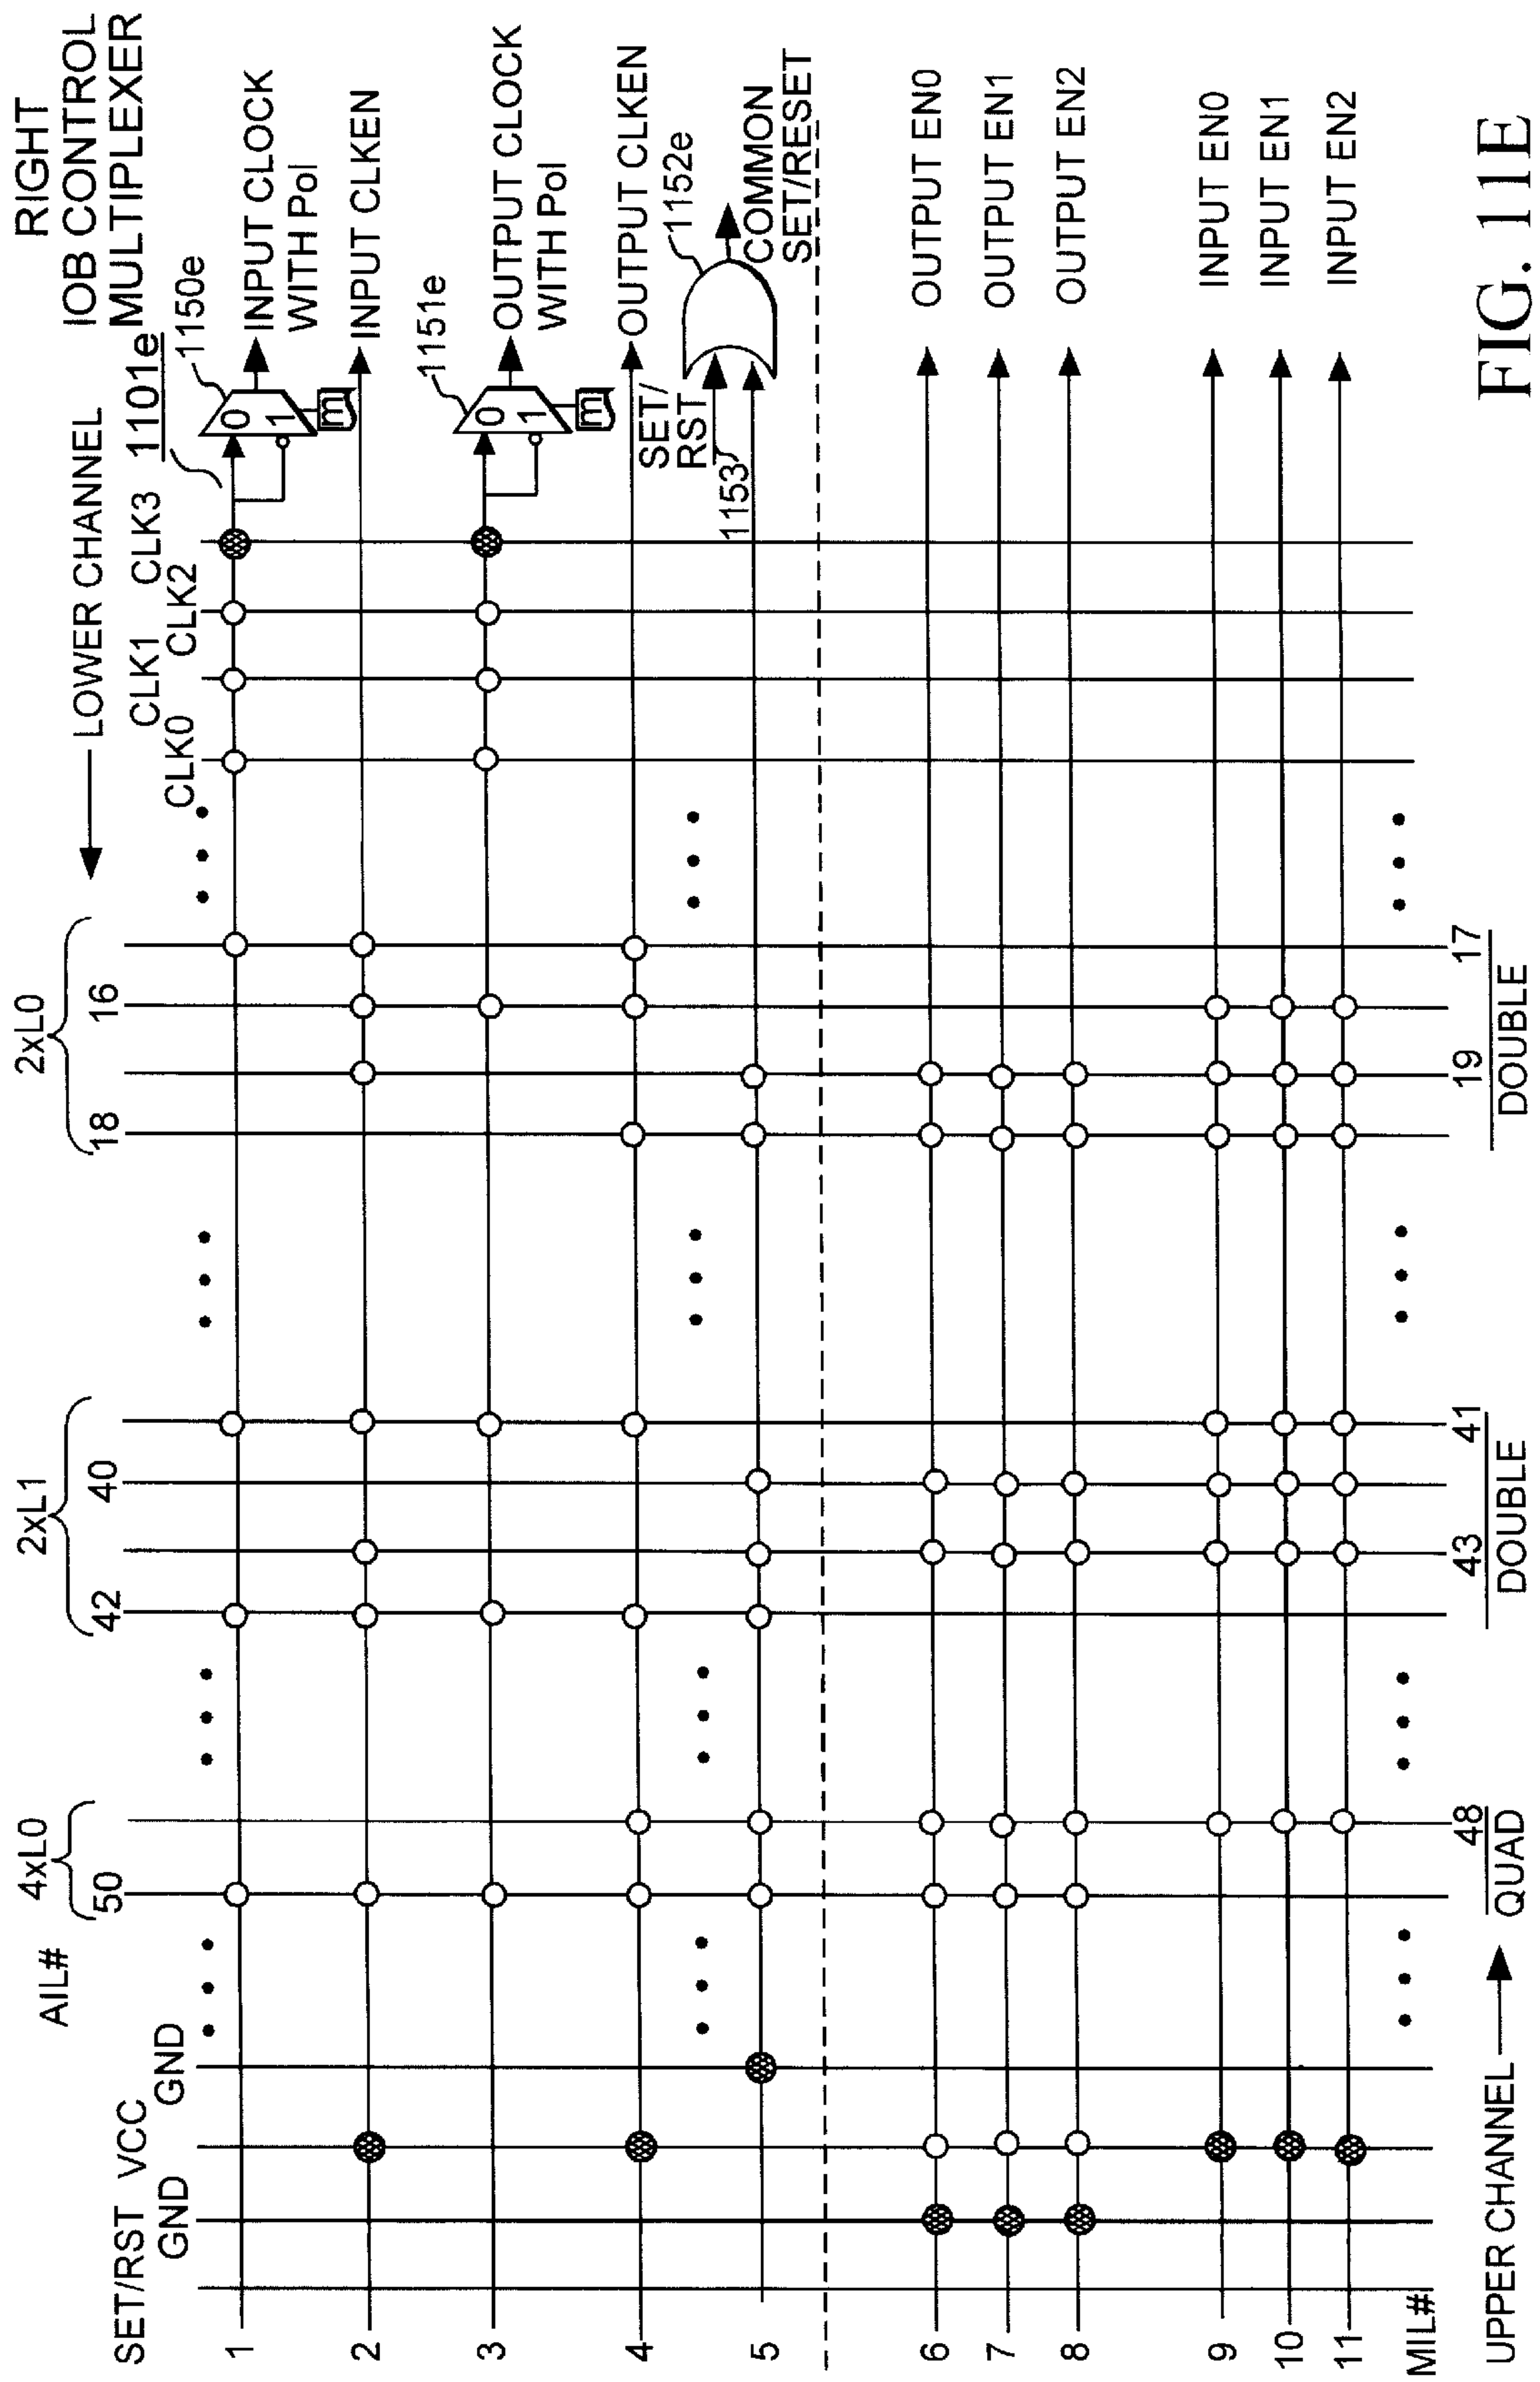 RIGHT
IOB CONTROL
MULTIPLEXER
LOWER CHANNEL
1101e
1150e
INPUT CLOCK
WITH Pol
0
1
m
INPUT CLKEN
1151e
OUTPUT CLOCK
WITH Pol
0
1
m
OUTPUT CLKEN
1152e
SET/
RST
1153
COMMON
SET/RESET
OUTPUT EN0
OUTPUT EN1
OUTPUT EN2
INPUT EN0
INPUT EN1
INPUT EN2
CLK0
CLK1
CLK2
CLK3
AIL#
4xL0
50
2xL1
42
40
2xL0
18
16
SET/RST
GND
VCC
GND
1
2
3
4
5
6
7
8
9
10
11
MIL#
UPPER CHANNEL
48
QUAD
43
41
DOUBLE
19
17
DOUBLE
FIG. 11E